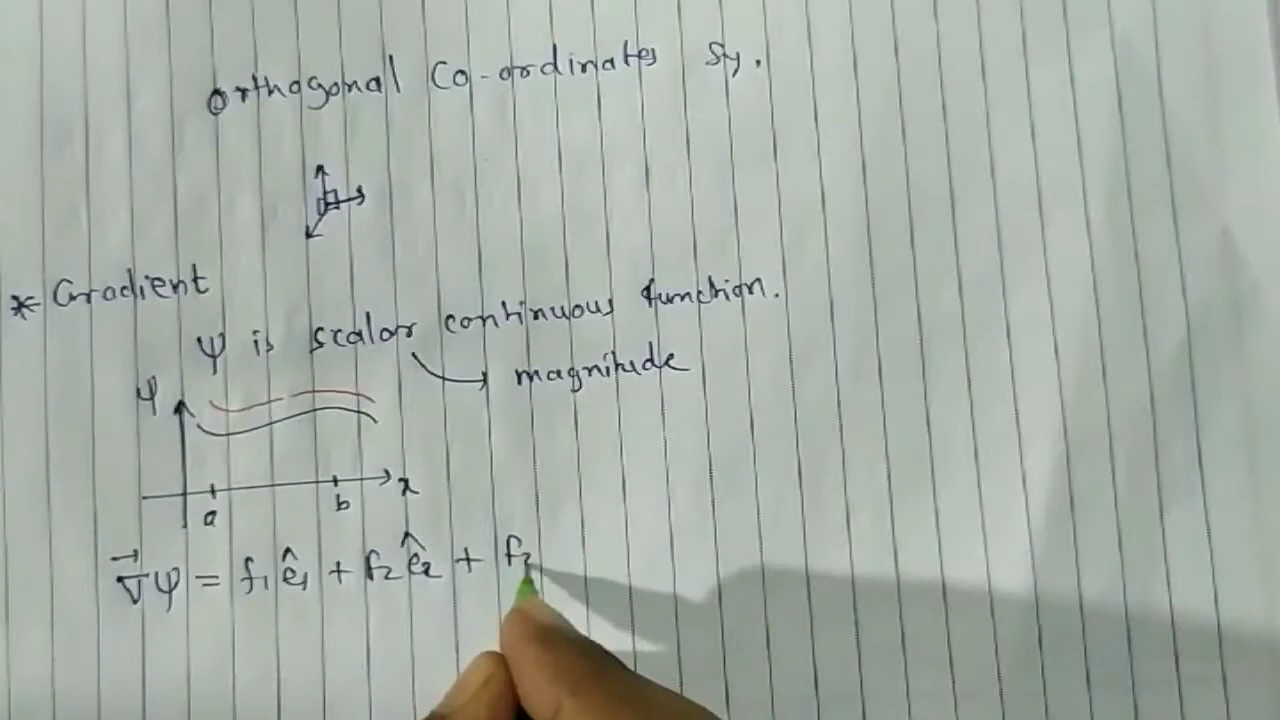 Orthogonal Co-ordinates sy.
* Gradient
ψ is scalar continuous function.
magnitude
ψ
x
a b
∇⃗ψ = f₁ê₁ + f₂ê₂ + f₃